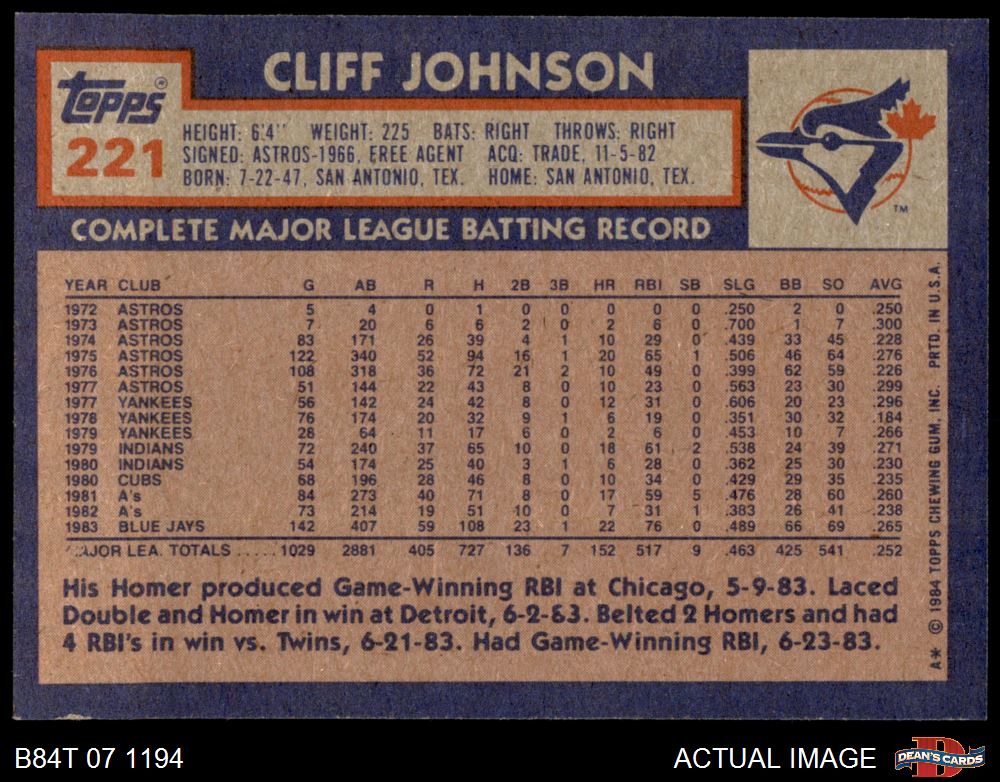 CLIFF JOHNSON
Topps®
221
HEIGHT: 6'4" WEIGHT: 225 BATS: RIGHT THROWS: RIGHT
SIGNED: ASTROS-1966, FREE AGENT ACQ: TRADE, 11-5-82
BORN: 7-22-47, SAN ANTONIO, TEX. HOME: SAN ANTONIO, TEX.
TM
COMPLETE MAJOR LEAGUE BATTING RECORD
YEAR CLUB G AB R H 2B 3B HR RBI SB SLG BB SO AVG
1972 ASTROS 5 4 0 1 0 0 0 0 0 .250 2 0 .250
1973 ASTROS 7 20 6 6 2 0 2 6 0 .700 1 7 .300
1974 ASTROS 83 171 26 39 4 1 10 29 0 .439 33 45 .228
1975 ASTROS 122 340 52 94 16 1 20 65 1 .506 46 64 .276
1976 ASTROS 108 318 36 72 21 2 10 49 0 .399 62 59 .226
1977 ASTROS 51 144 22 43 8 0 10 23 0 .563 23 30 .299
1977 YANKEES 56 142 24 42 8 0 12 31 0 .606 20 23 .296
1978 YANKEES 76 174 20 32 9 1 6 19 0 .351 30 32 .184
1979 YANKEES 28 64 11 17 6 0 2 6 0 .453 10 7 .266
1979 INDIANS 72 240 37 65 10 0 18 61 2 .538 24 39 .271
1980 INDIANS 54 174 25 40 3 1 6 28 0 .362 25 30 .230
1980 CUBS 68 196 28 46 8 0 10 34 0 .429 29 35 .235
1981 A's 84 273 40 71 8 0 17 59 5 .476 28 60 .260
1982 A's 73 214 19 51 10 0 7 31 1 .383 26 41 .238
1983 BLUE JAYS 142 407 59 108 23 1 22 76 0 .489 66 69 .265
MAJOR LEA. TOTALS ..... 1029 2881 405 727 136 7 152 517 9 .463 425 541 .252
His Homer produced Game-Winning RBI at Chicago, 5-9-83. Laced
Double and Homer in win at Detroit, 6-2-83. Belted 2 Homers and had
4 RBI's in win vs. Twins, 6-21-83. Had Game-Winning RBI, 6-23-83.
A* © 1984 TOPPS CHEWING GUM, INC. PRTD. IN U.S.A.
B84T 07 1194
ACTUAL IMAGE
D
DEAN'S CARDS